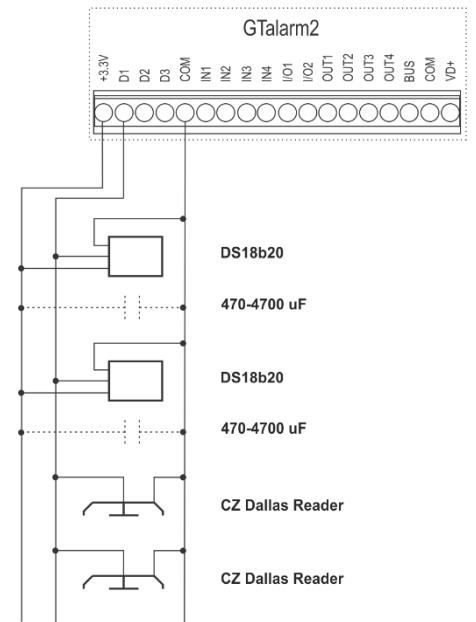 GTalarm2
+3.3V
D1
D2
D3
COM
IN1
IN2
IN3
IN4
I/O1
I/O2
OUT1
OUT2
OUT3
OUT4
BUS
COM
VD+
DS18b20
470-4700 uF
DS18b20
470-4700 uF
CZ Dallas Reader
CZ Dallas Reader